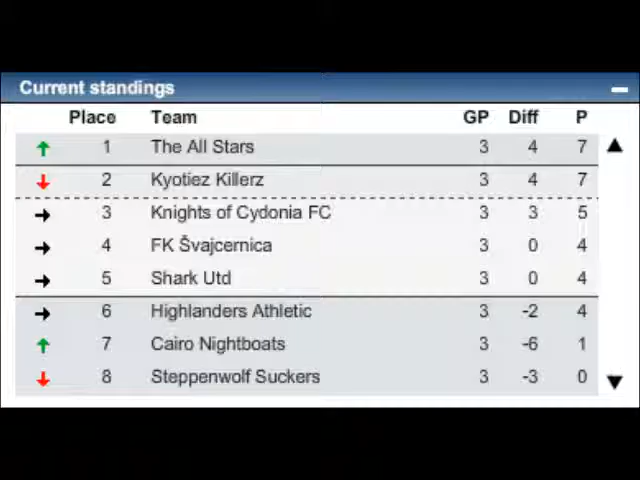 Current standings
Place Team GP Diff P
1 The All Stars 3 4 7
2 Kyotiez Killerz 3 4 7
3 Knights of Cydonia FC 3 3 5
4 FK Švajcernica 3 0 4
5 Shark Utd 3 0 4
6 Highlanders Athletic 3 -2 4
7 Cairo Nightboats 3 -6 1
8 Steppenwolf Suckers 3 -3 0